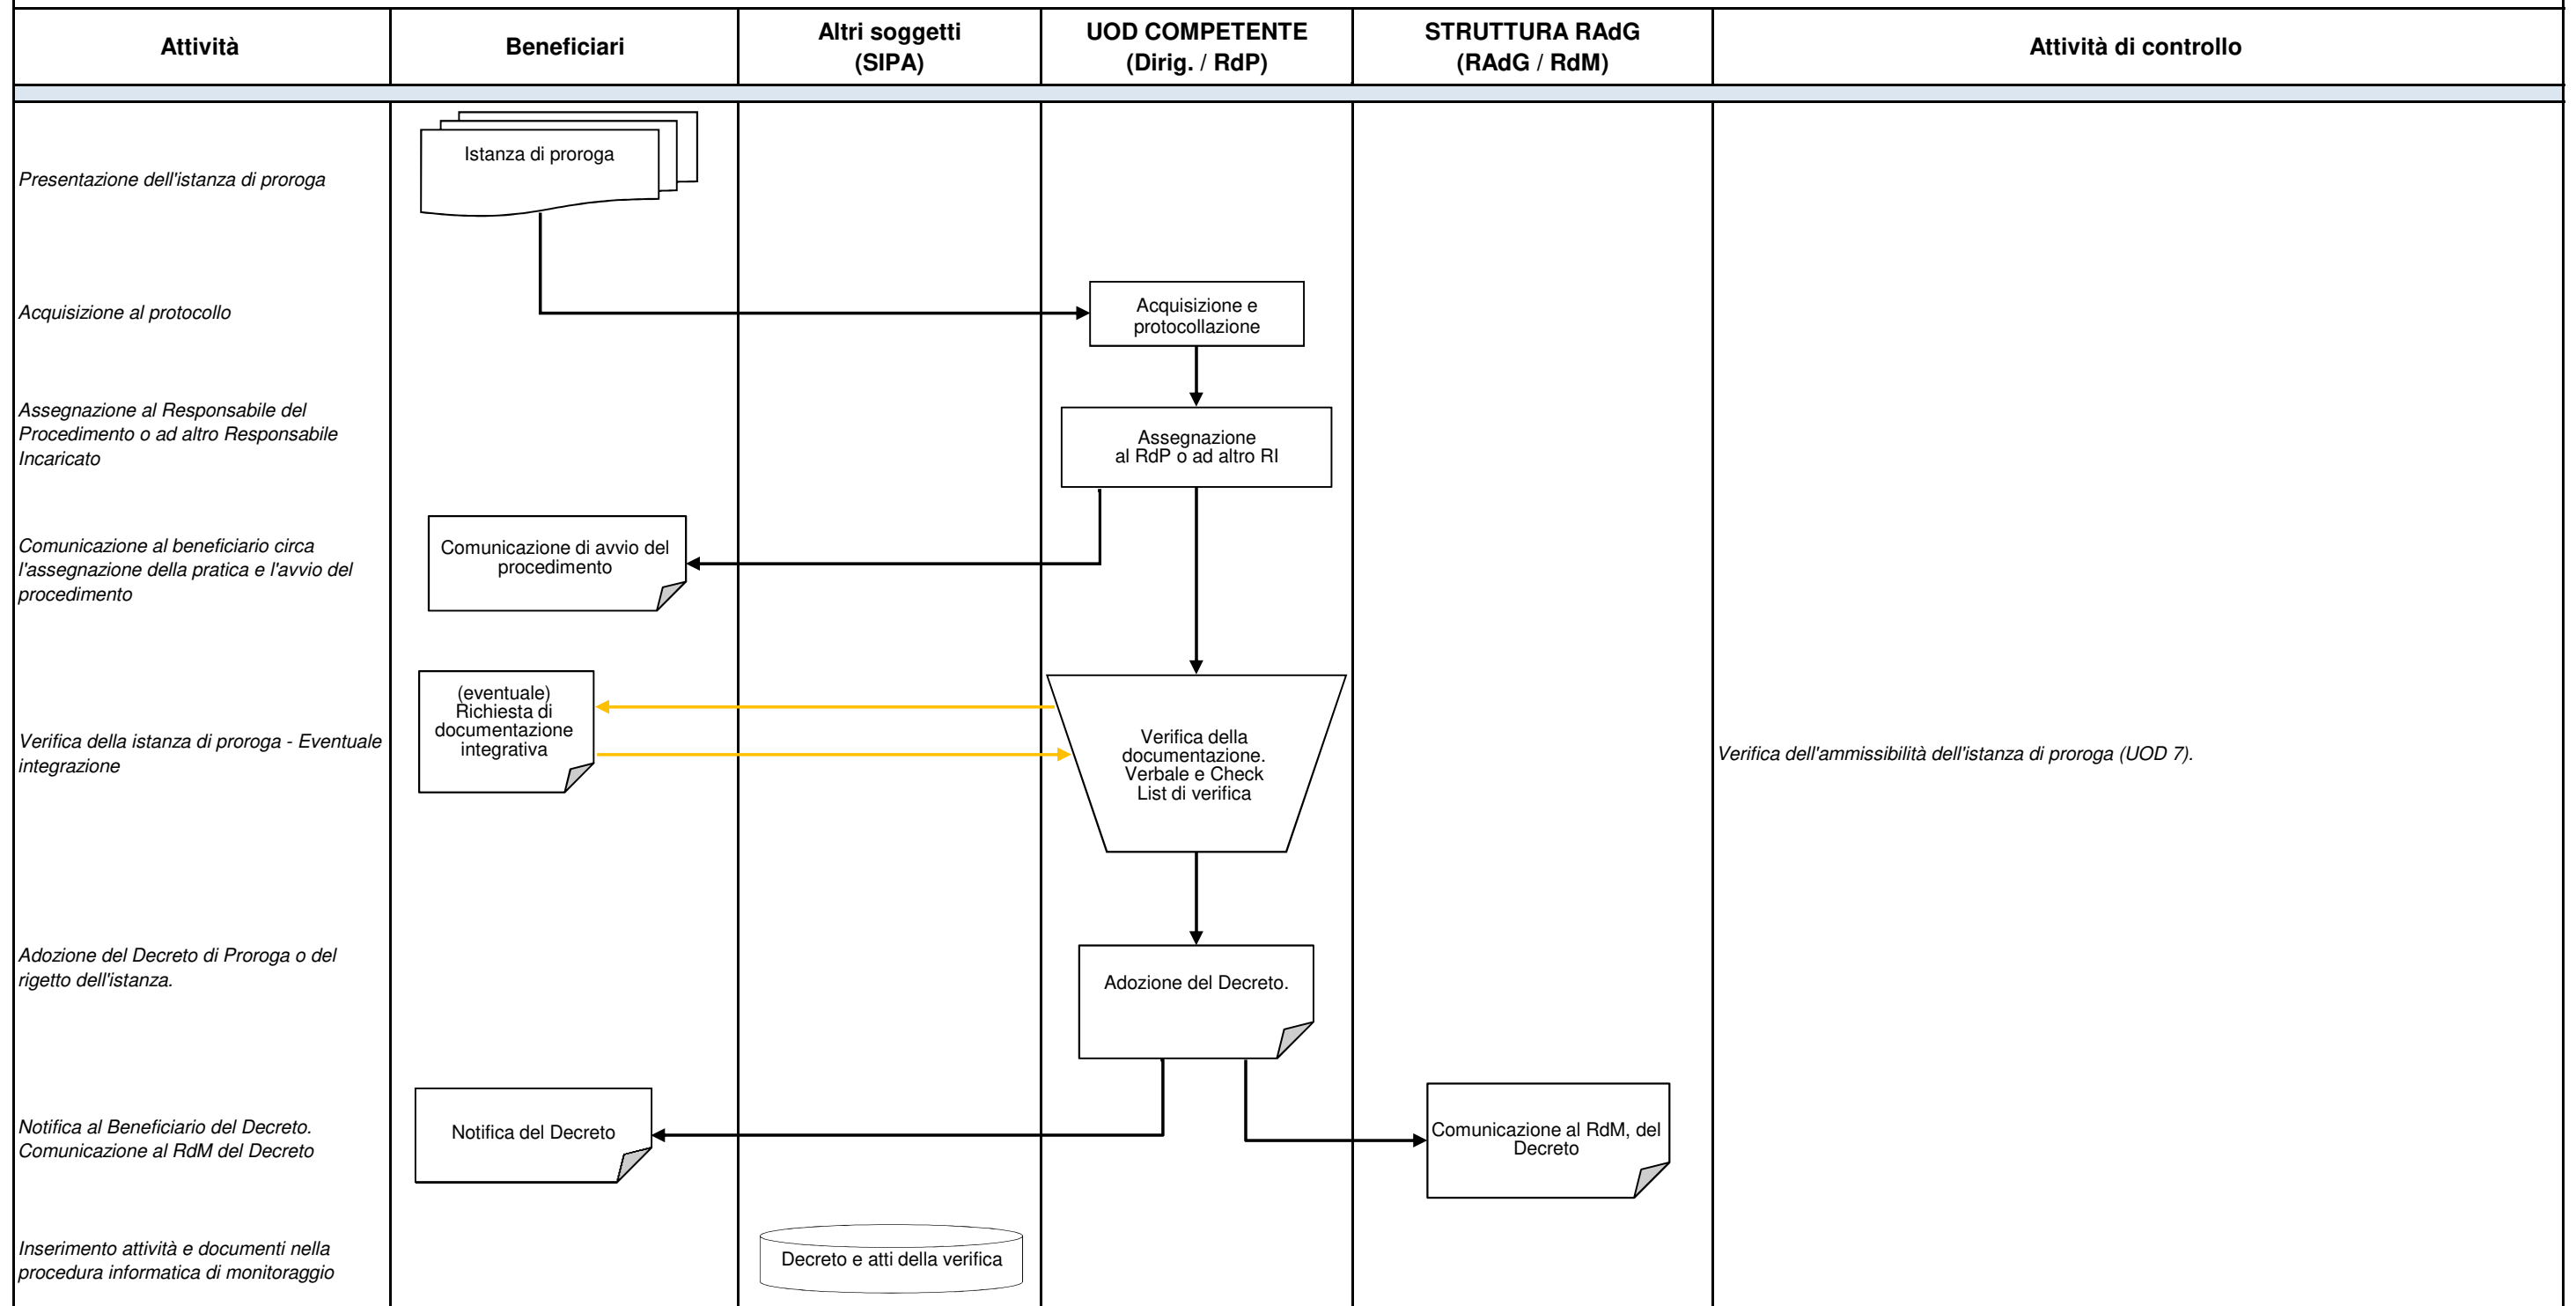 Attività
Beneficiari
Altri soggetti
(SIPA)
UOD COMPETENTE
(Dirig. / RdP)
STRUTTURA RAdG
(RAdG / RdM)
Attività di controllo
Presentazione dell'istanza di proroga
Istanza di proroga
Acquisizione al protocollo
Acquisizione e
protocollazione
Assegnazione al Responsabile del
Procedimento o ad altro Responsabile
Incaricato
Assegnazione
al RdP o ad altro RI
Comunicazione al beneficiario circa
l'assegnazione della pratica e l'avvio del
procedimento
Comunicazione di avvio del
procedimento
Verifica della istanza di proroga - Eventuale
integrazione
(eventuale)
Richiesta di
documentazione
integrativa
Verifica della
documentazione.
Verbale e Check
List di verifica
Verifica dell'ammissibilità dell'istanza di proroga (UOD 7).
Adozione del Decreto di Proroga o del
rigetto dell'istanza.
Adozione del Decreto.
Notifica al Beneficiario del Decreto.
Comunicazione al RdM del Decreto
Notifica del Decreto
Comunicazione al RdM, del
Decreto
Inserimento attività e documenti nella
procedura informatica di monitoraggio
Decreto e atti della verifica